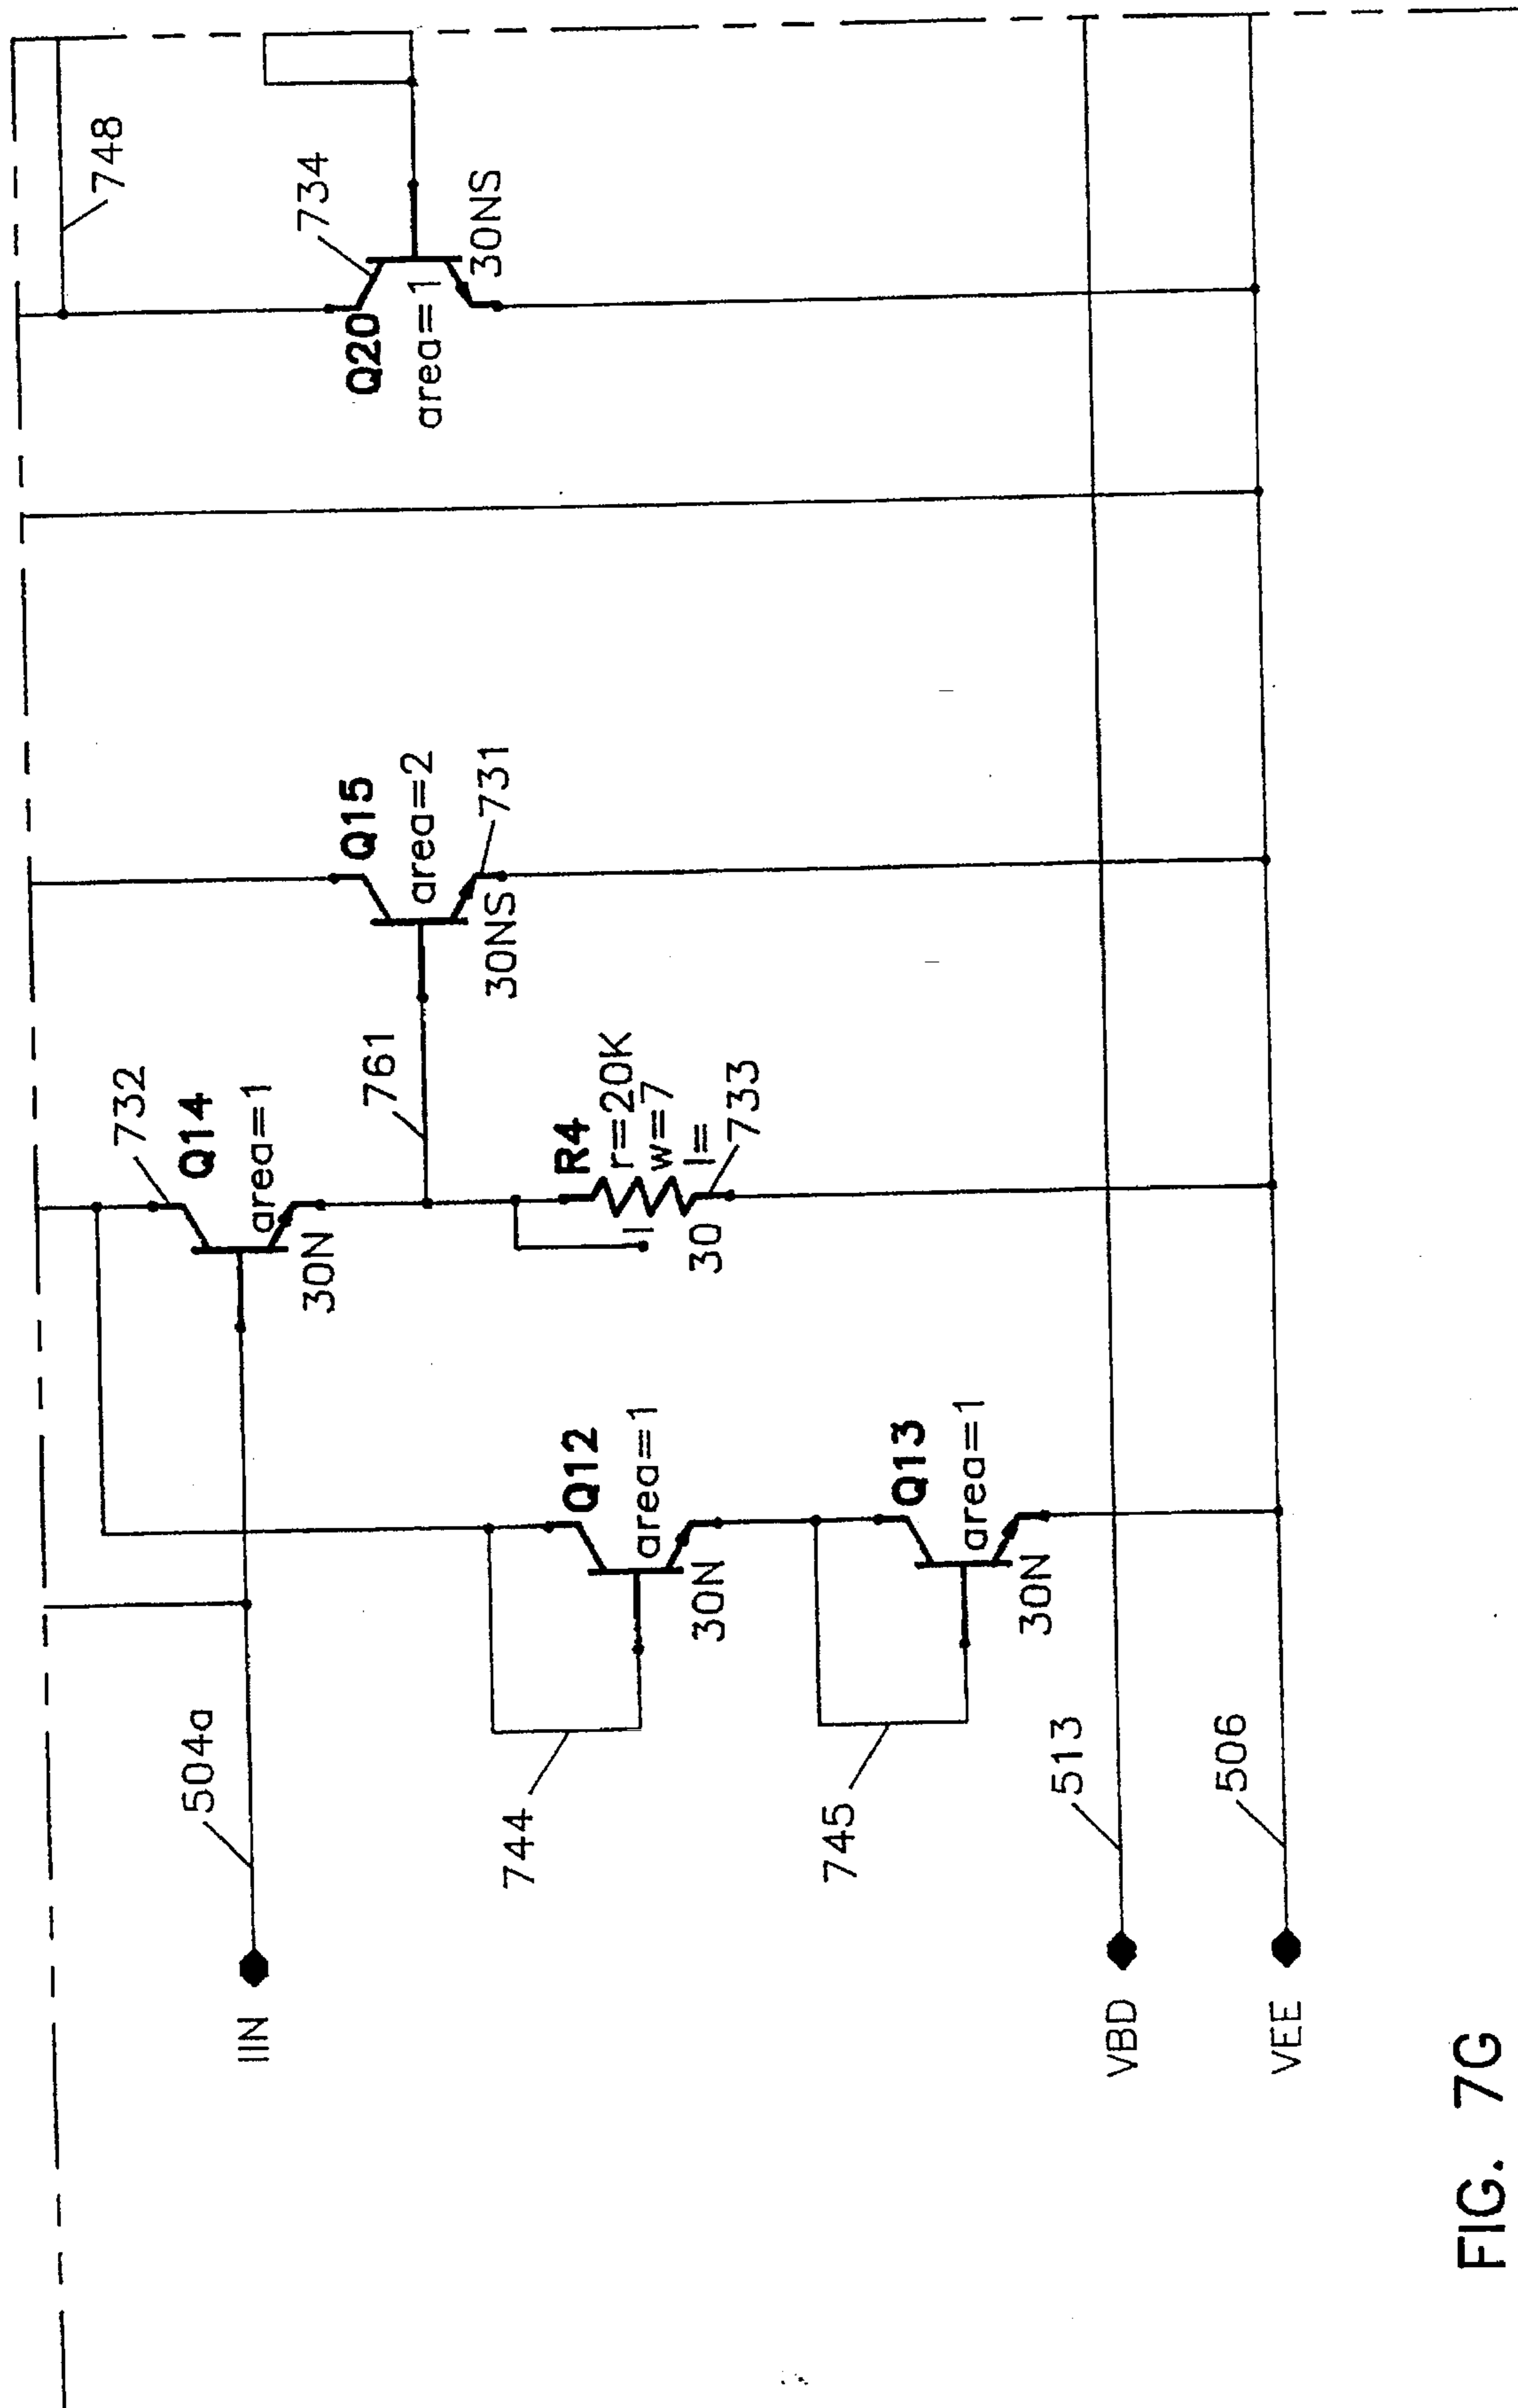 748
734
Q20
area=1
30NS
Q15
area=2
731
30NS
732
Q14
area=1
30N
761
R4
r=20K
w=7
l=
733
30
Q12
area=1
30N
744
Q13
area=1
30N
745
IIN
504a
VBD
513
VEE
506
FIG. 7G